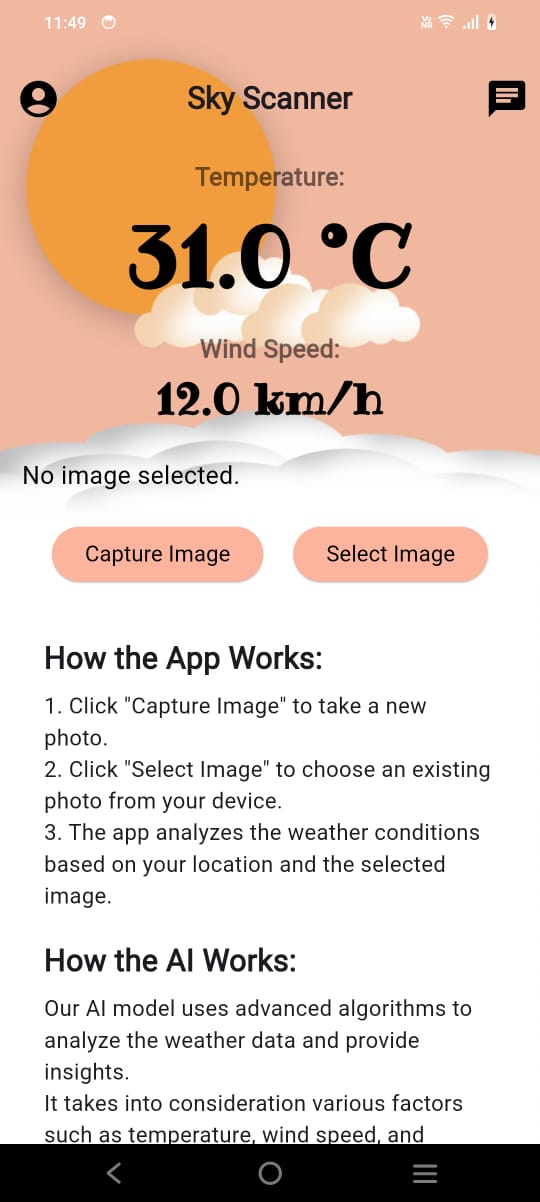 11:49
Vo
NR
Sky Scanner
Temperature:
31.0 °C
Wind Speed:
12.0 km/h
No image selected.
Capture Image
Select Image
How the App Works:
1. Click "Capture Image" to take a new
photo.
2. Click "Select Image" to choose an existing
photo from your device.
3. The app analyzes the weather conditions
based on your location and the selected
image.
How the AI Works:
Our AI model uses advanced algorithms to
analyze the weather data and provide
insights.
It takes into consideration various factors
such as temperature, wind speed, and